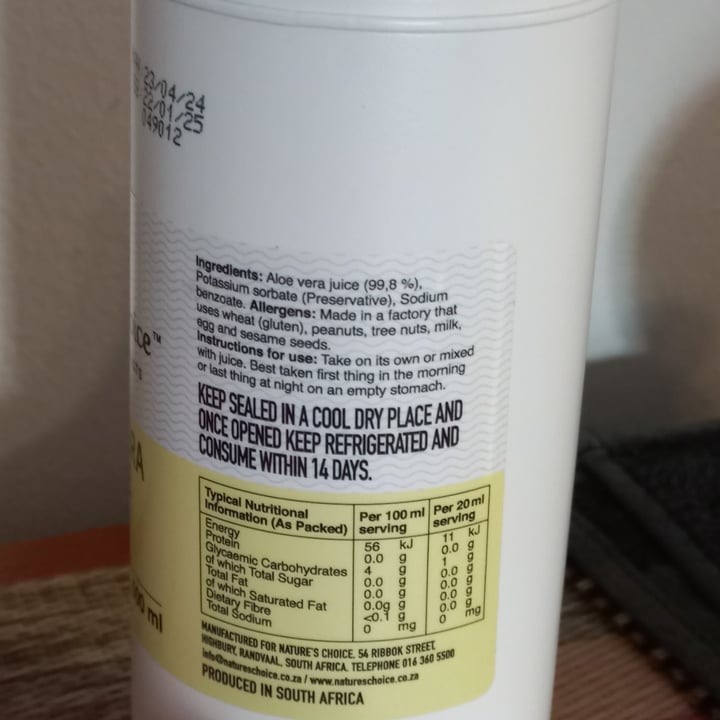 23/04/24
22/01/25
049012
Ingredients: Aloe vera juice (99,8 %),
Potassium sorbate (Preservative), Sodium
benzoate. Allergens: Made in a factory that
uses wheat (gluten), peanuts, tree nuts, milk,
egg and sesame seeds.
Instructions for use: Take on its own or mixed
with juice. Best taken first thing in the morning
or last thing at night on an empty stomach.
KEEP SEALED IN A COOL DRY PLACE AND
ONCE OPENED KEEP REFRIGERATED AND
CONSUME WITHIN 14 DAYS.
ice™
RA
ml
Typical Nutritional Information (As Packed) Per 100 ml serving Per 20 ml serving
Energy 56 kJ 11 kJ
Protein 0.0 g 0.0 g
Glycaemic Carbohydrates 4 g 1 g
of which Total Sugar 0.0 g 0.0 g
Total Fat 0.0 g 0.0 g
of which Saturated Fat 0.0g g 0.0 g
Dietary Fibre <0.1 g 0.0 g
Total Sodium 0 mg 0 mg
MANUFACTURED FOR NATURE'S CHOICE, 54 RIBBOK STREET,
HIGHBURY, RANDVAAL, SOUTH AFRICA. TELEPHONE 016 360 5500
info@natureschoice.co.za / www.natureschoice.co.za
PRODUCED IN SOUTH AFRICA